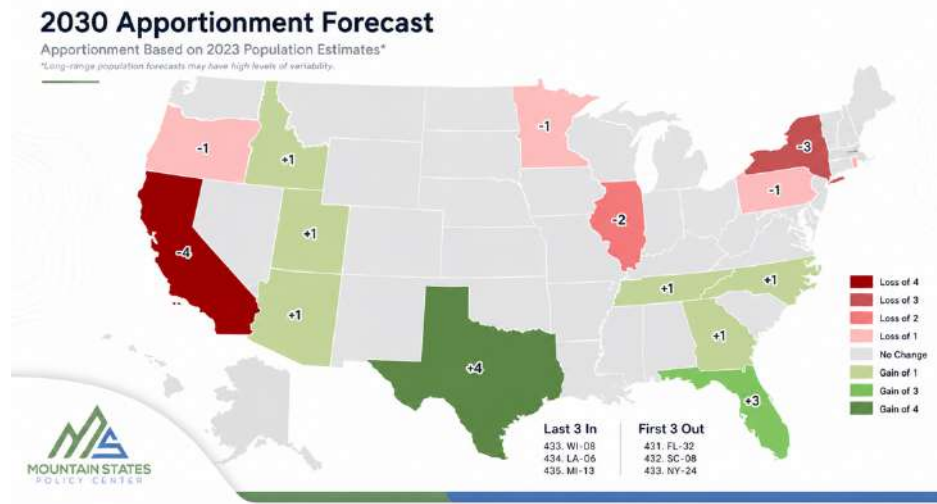 2030 Apportionment Forecast
Apportionment Based on 2023 Population Estimates*
*Long-range population forecasts may have high levels of variability.
-1
+1
-1
-3
-1
-2
-4
+1
+1
+1
+1
+1
+4
+3
Loss of 4
Loss of 3
Loss of 2
Loss of 1
No Change
Gain of 1
Gain of 3
Gain of 4
Last 3 In
433. WI-08
434. LA-06
435. MI-13
First 3 Out
431. FL-32
432. SC-08
433. NY-24
MOUNTAIN STATES
POLICY CENTER